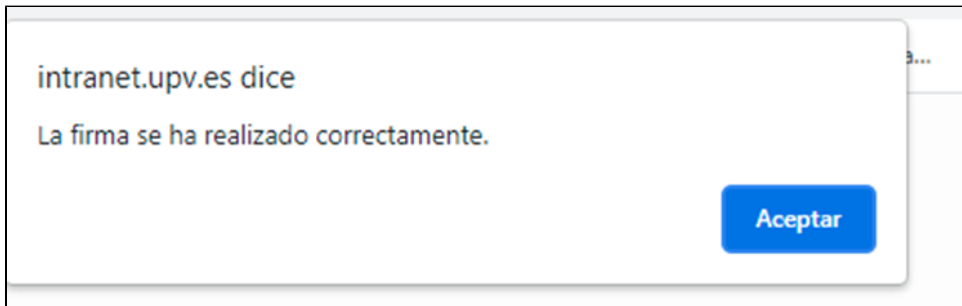 intranet.upv.es dice
La firma se ha realizado correctamente.
Aceptar